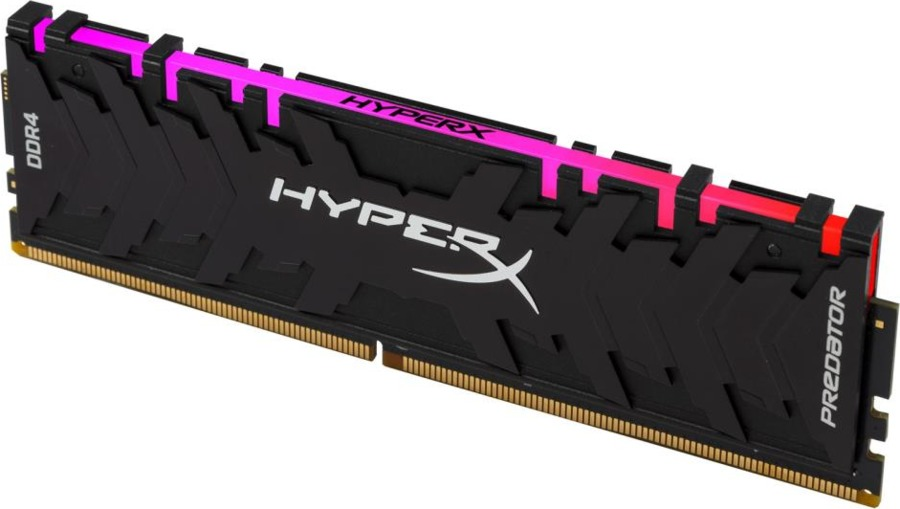 HYPERX
DDR4
HYPERX
PREDATOR